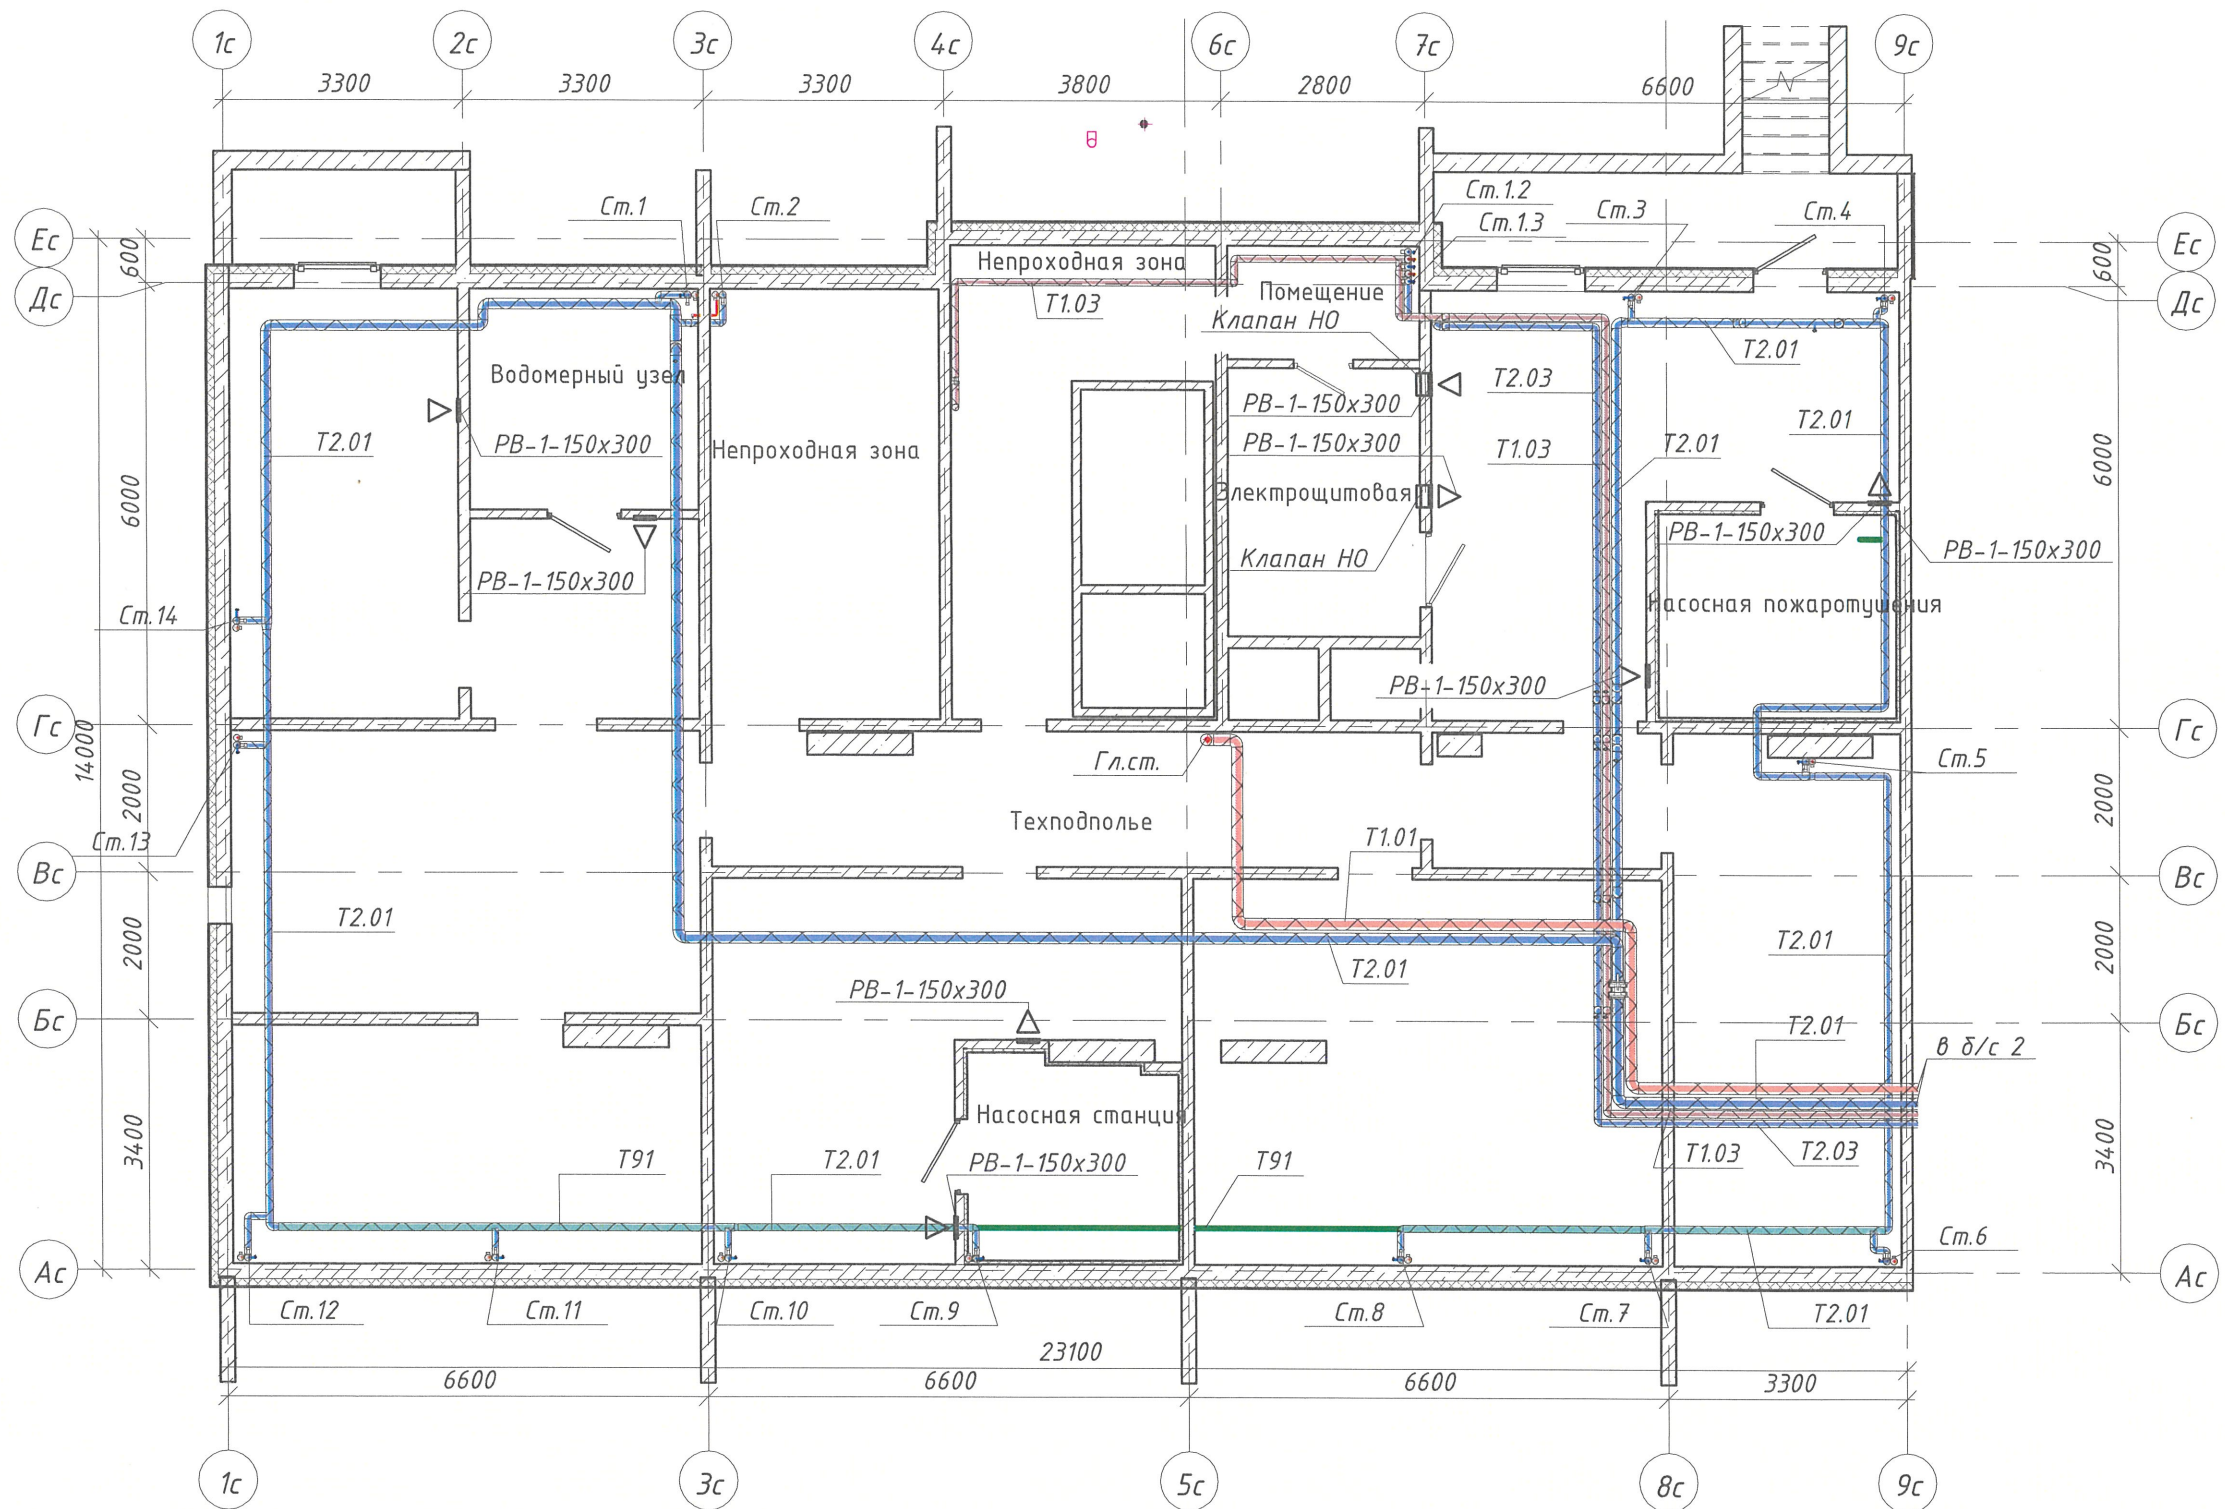 1с 2с 3с 4с 6с 7с 9с
3300 3300 3300 3800 2800 6600
Ст.1 Ст.2 Ст.1.2 Ст.3 Ст.4
Ст.1.3
Ес 600 600 Ес
Непроходная зона
Дс Т1.03 Помещение Дс
Клапан НО
Т2.01
Водомерный узел Т2.03
РВ-1-150х300
Т2.01 РВ-1-150х300 РВ-1-150х300 Т1.03 Т2.01 Т2.01
Непроходная зона
6000 Электрощитовая 6000
РВ-1-150х300 РВ-1-150х300
Клапан НО
РВ-1-150х300
Ст.14 Насосная пожаротушения
РВ-1-150х300
Гс Гс
14000 Гл.ст. Ст.5
2000 2000
Техподполье
Ст.13 Т1.01
Вс Вс
Т2.01 Т2.01
2000 2000
Т2.01
РВ-1-150х300
Бс Т2.01 Бс
в б/с 2
Насосная станция
3400 3400
Т91 Т2.01 РВ-1-150х300 Т91 Т1.03 Т2.03
Ст.6
Ас Ас
Ст.12 Ст.11 Ст.10 Ст.9 Ст.8 Ст.7 Т2.01
23100
6600 6600 6600 3300
1с 3с 5с 8с 9с